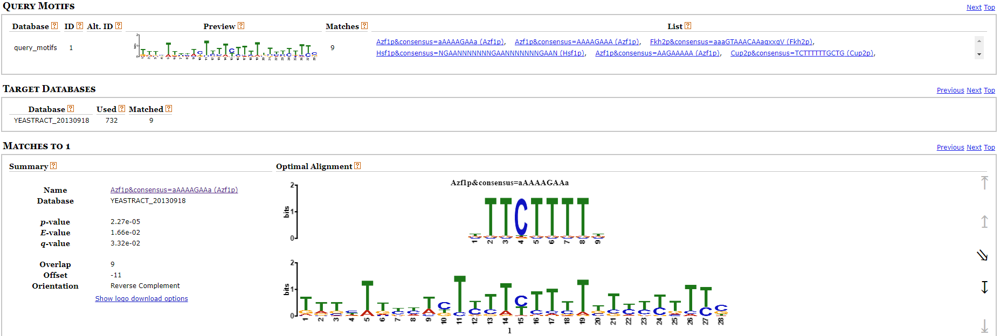 QUERY MOTIFS
Next Top
Database ? ID ? Alt. ID ? Preview ? Matches ? List ?
query_motifs 1 9 Azf1p&consensus=aAAAAGAAa (Azf1p), Azf1p&consensus=AAAAGAAA (Azf1p), Fkh2p&consensus=aaaGTAAACAAaqxxqV (Fkh2p),
Hsf1p&consensus=NGAANNNNNNNGAANNNNNNNGAAN (Hsf1p), Azf1p&consensus=AAGAAAAA (Azf1p), Cup2p&consensus=TCTTTTTTGCTG (Cup2p),
TARGET DATABASES
Previous Next Top
Database ? Used ? Matched ?
YEASTRACT_20130918 732 9
MATCHES TO 1
Previous Next Top
Summary ?
Name Azf1p&consensus=aAAAAGAAa (Azf1p)
Database YEASTRACT_20130918
p-value 2.27e-05
E-value 1.66e-02
q-value 3.32e-02
Overlap 9
Offset -11
Orientation Reverse Complement
Show logo download options
Optimal Alignment ?
Azf1p&consensus=aAAAAGAAa
2
bits
1
0
TTCTTTT
1 2 3 4 5 6 7 8 9
2
bits
1
0
1 2 3 4 5 6 7 8 9 10 11 12 13 14 15 16 17 18 19 20 21 22 23 24 25 26 27 28
1